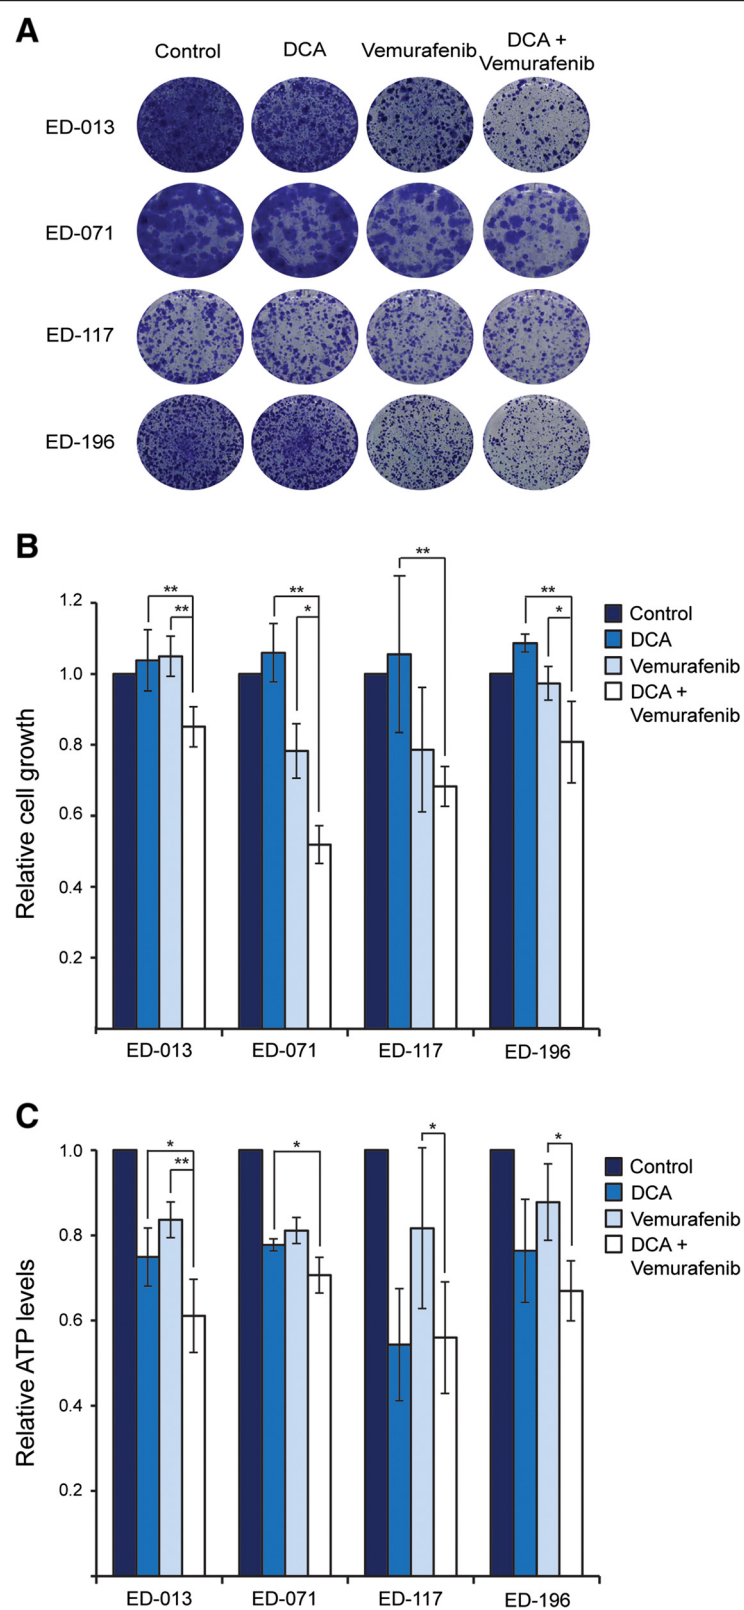 A
Control DCA Vemurafenib DCA +
Vemurafenib
ED-013
ED-071
ED-117
ED-196
B
Relative cell growth
1.2
1.0
0.8
0.6
0.4
0.2
** ** ** * ** ** *
Control
DCA
Vemurafenib
DCA +
Vemurafenib
ED-013 ED-071 ED-117 ED-196
C
Relative ATP levels
1.0
0.8
0.6
0.4
0.2
* ** * * *
Control
DCA
Vemurafenib
DCA +
Vemurafenib
ED-013 ED-071 ED-117 ED-196